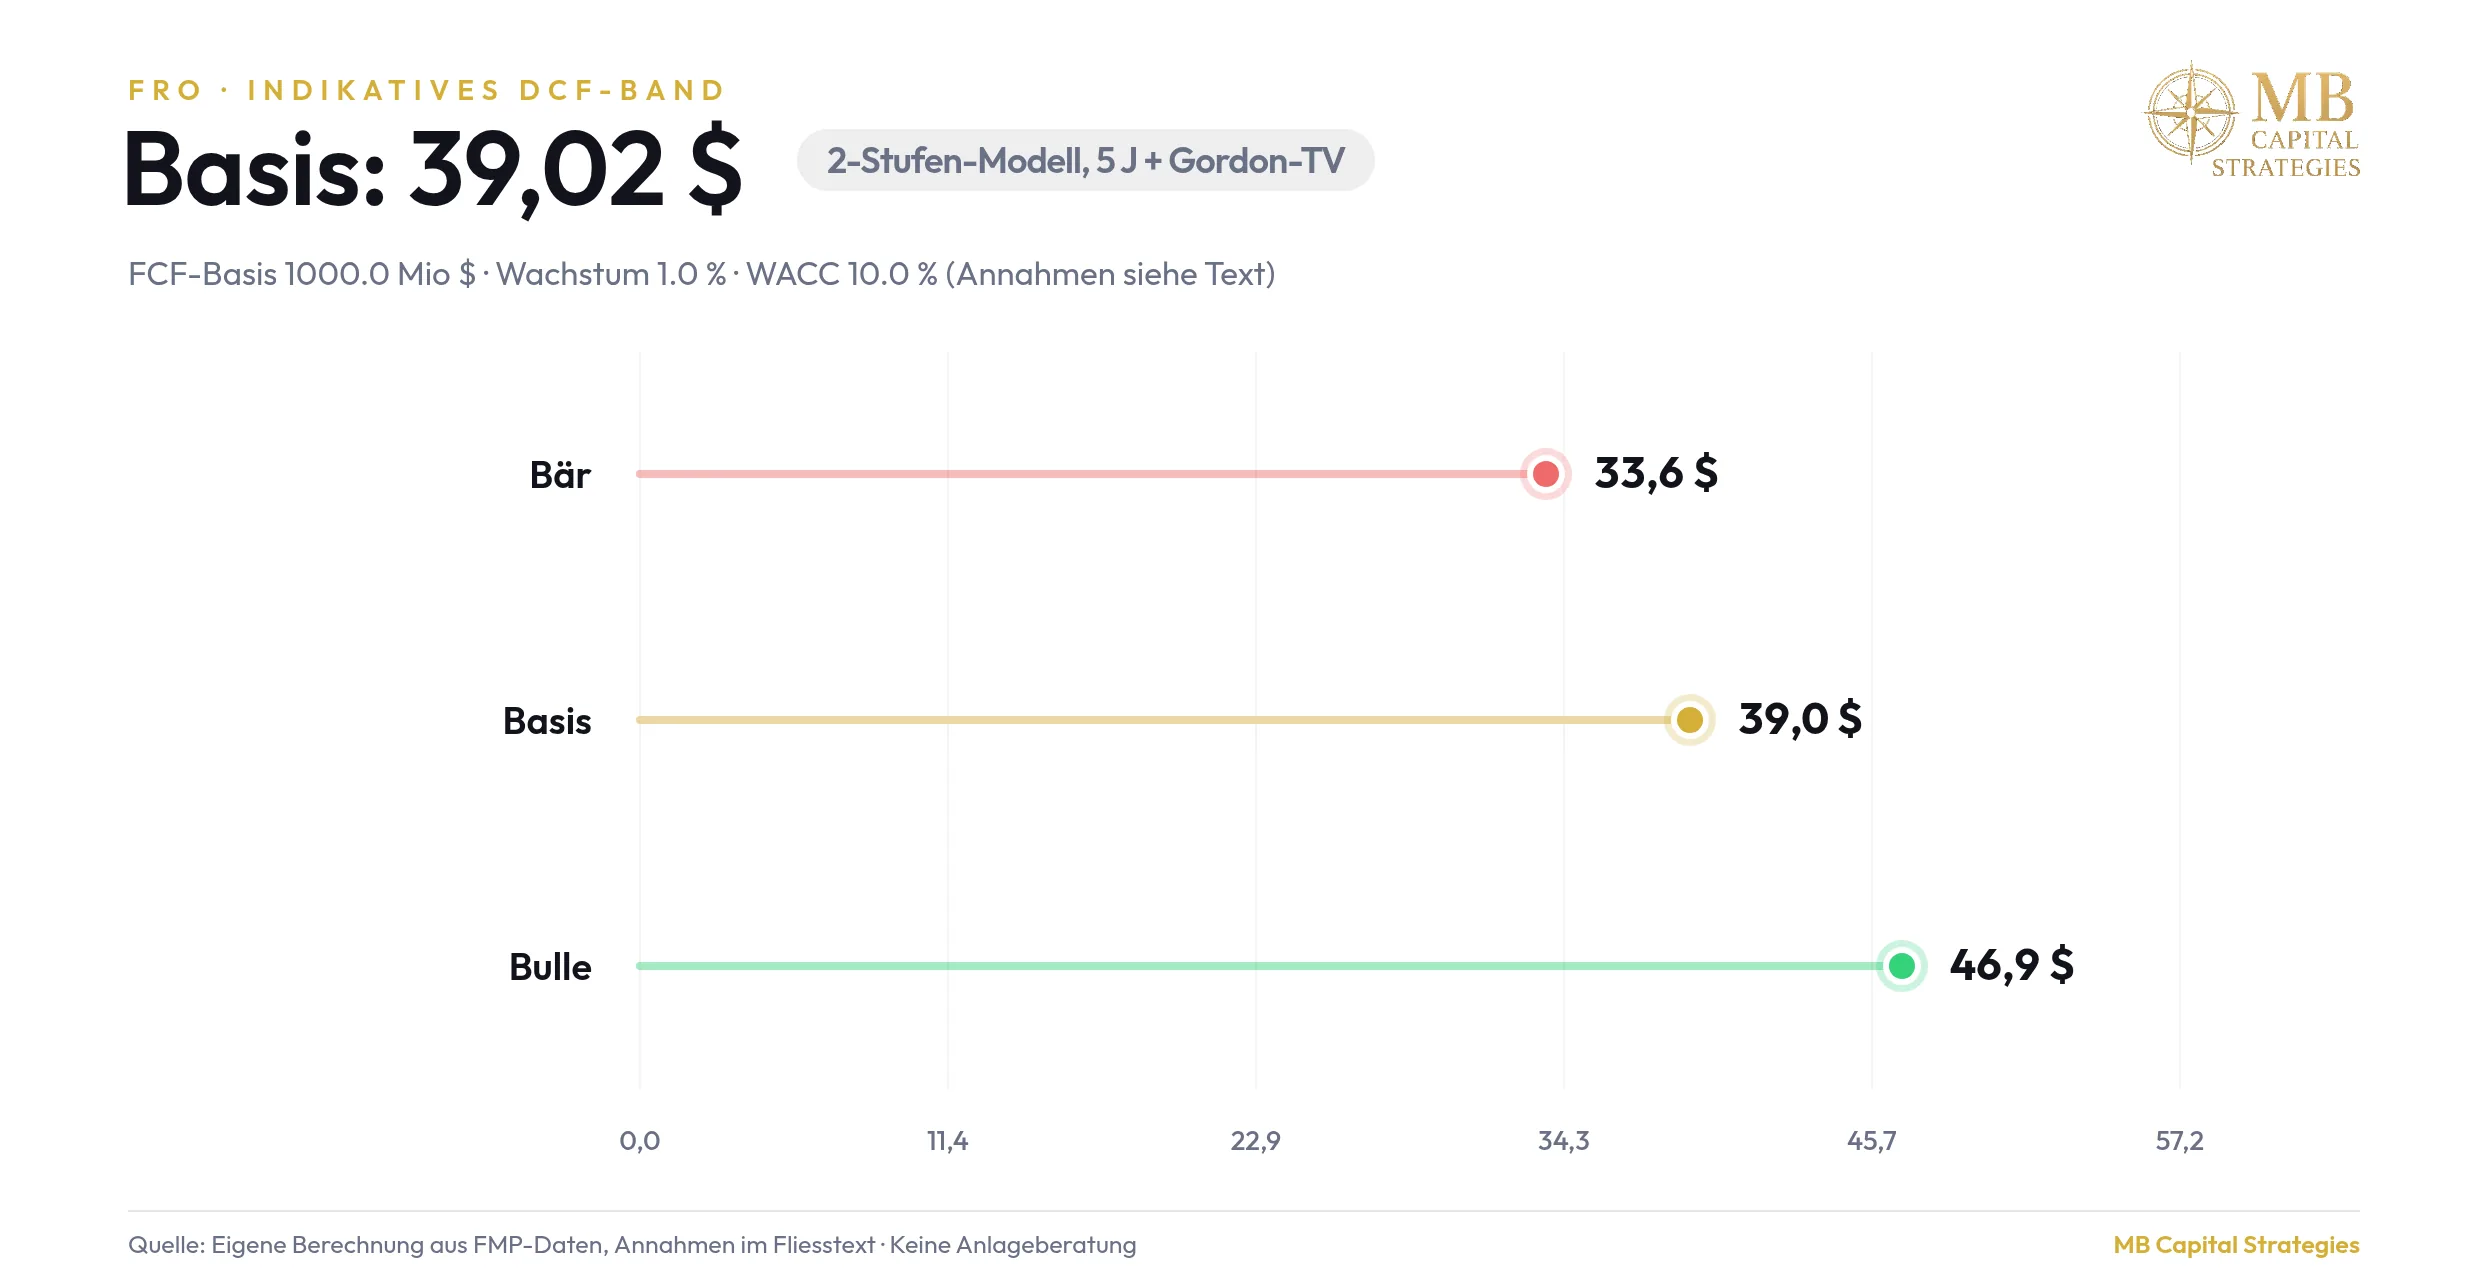 FRO · INDIKATIVES DCF-BAND
MB
CAPITAL
STRATEGIES
Basis: 39,02 $
2-Stufen-Modell, 5 J + Gordon-TV
FCF-Basis 1000.0 Mio $ · Wachstum 1.0 % · WACC 10.0 % (Annahmen siehe Text)
Bär 33,6 $
Basis 39,0 $
Bulle 46,9 $
0,0 11,4 22,9 34,3 45,7 57,2
Quelle: Eigene Berechnung aus FMP-Daten, Annahmen im Fliesstext · Keine Anlageberatung
MB Capital Strategies